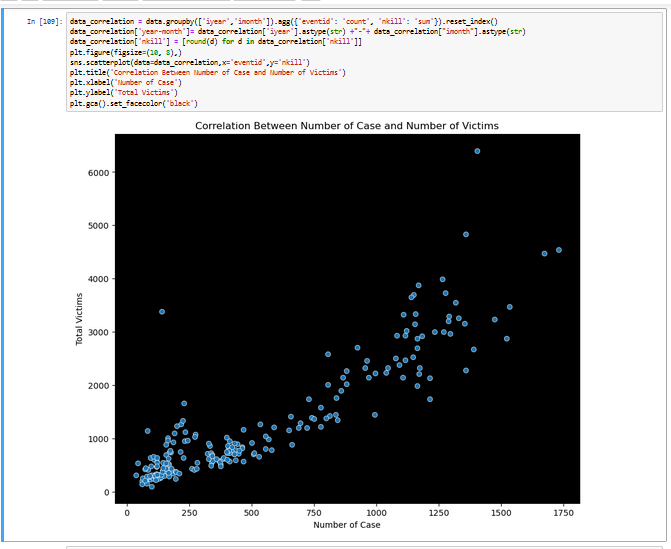 In [109]:
data_correlation = data.groupby(['iyear','imonth']).agg({'eventid': 'count', 'nkill': 'sum'}).reset_index()
data_correlation['year-month']= data_correlation['iyear'].astype(str) +"-"+ data_correlation["imonth"].astype(str)
data_correlation['nkill'] = [round(d) for d in data_correlation['nkill']]
plt.figure(figsize=(10, 8),)
sns.scatterplot(data=data_correlation,x='eventid',y='nkill')
plt.title('Correlation Between Number of Case and Number of Victims')
plt.xlabel('Number of Case')
plt.ylabel('Total Victims')
plt.gca().set_facecolor('black')
Correlation Between Number of Case and Number of Victims
6000
5000
4000
3000
2000
1000
0
Total Victims
0 250 500 750 1000 1250 1500 1750
Number of Case